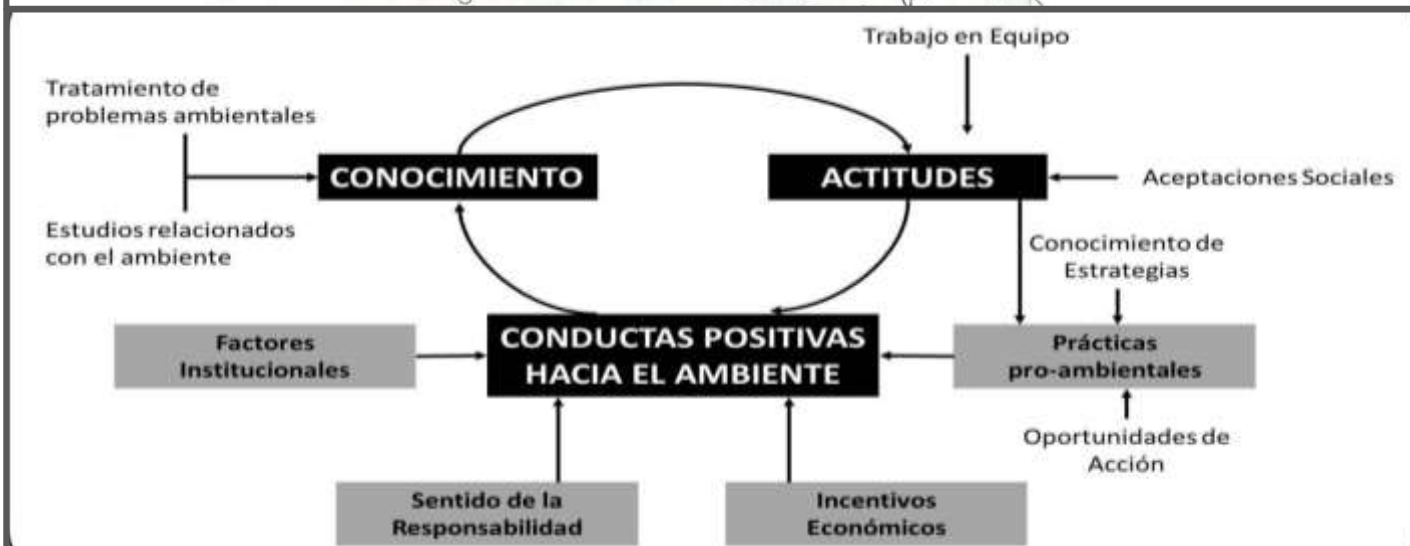 Trabajo en Equipo
Tratamiento de
problemas ambientales
CONOCIMIENTO
ACTITUDES
Aceptaciones Sociales
Estudios relacionados
con el ambiente
Conocimiento de
Estrategias
Factores
Institucionales
CONDUCTAS POSITIVAS
HACIA EL AMBIENTE
Prácticas
pro-ambientales
Oportunidades de
Acción
Sentido de la
Responsabilidad
Incentivos
Económicos